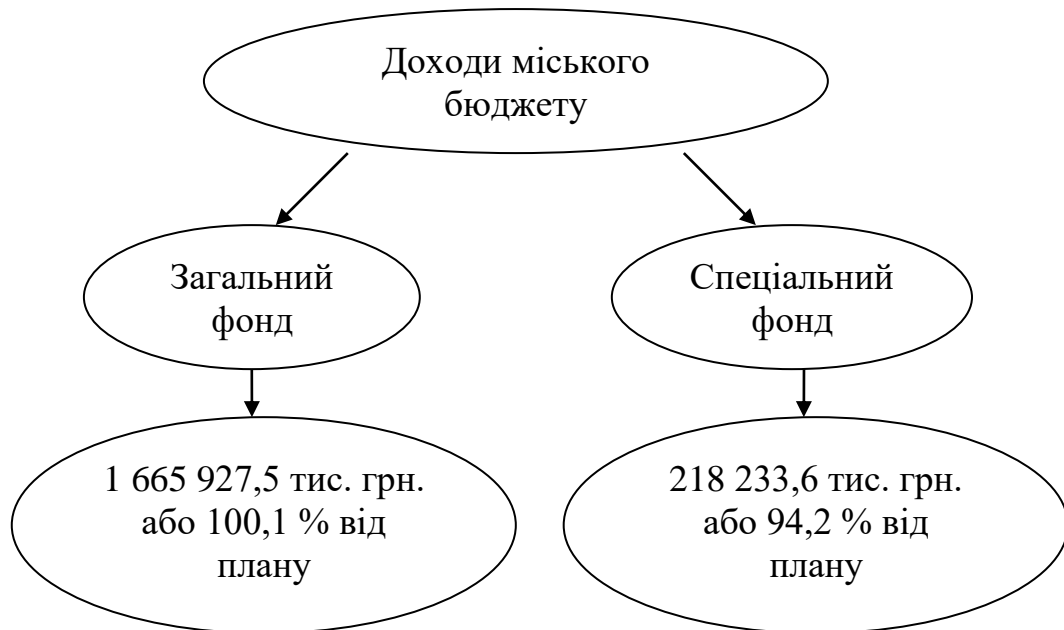 Доходи міського
бюджету
Загальний
фонд
Спеціальний
фонд
1 665 927,5 тис. грн.
або 100,1 % від
плану
218 233,6 тис. грн.
або 94,2 % від
плану